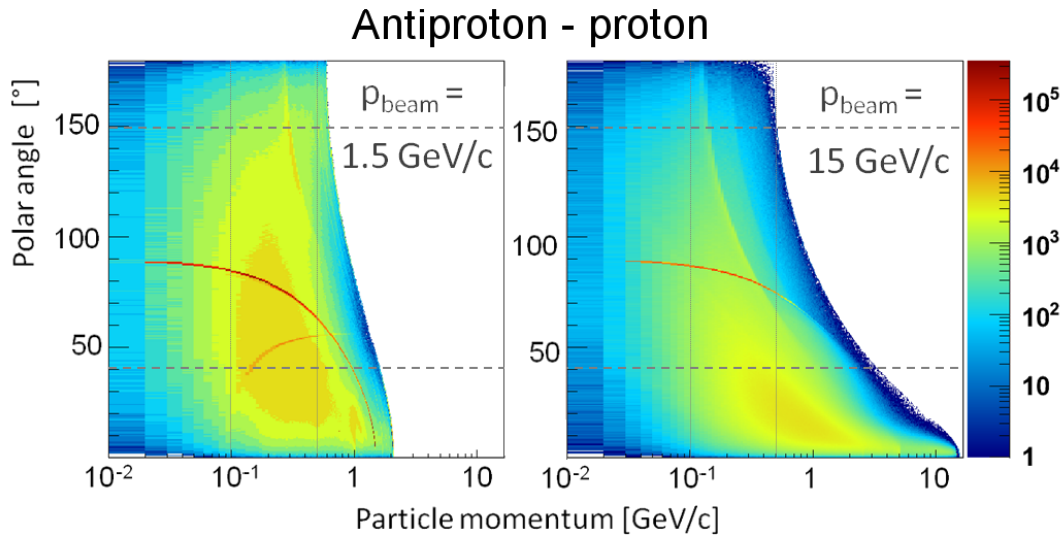 Antiproton - proton
Polar angle [°]
150
100
50
p_beam =
1.5 GeV/c
10^-2
10^-1
1
10
150
100
50
p_beam =
15 GeV/c
10^-2
10^-1
1
10
10^5
10^4
10^3
10^2
10
1
Particle momentum [GeV/c]